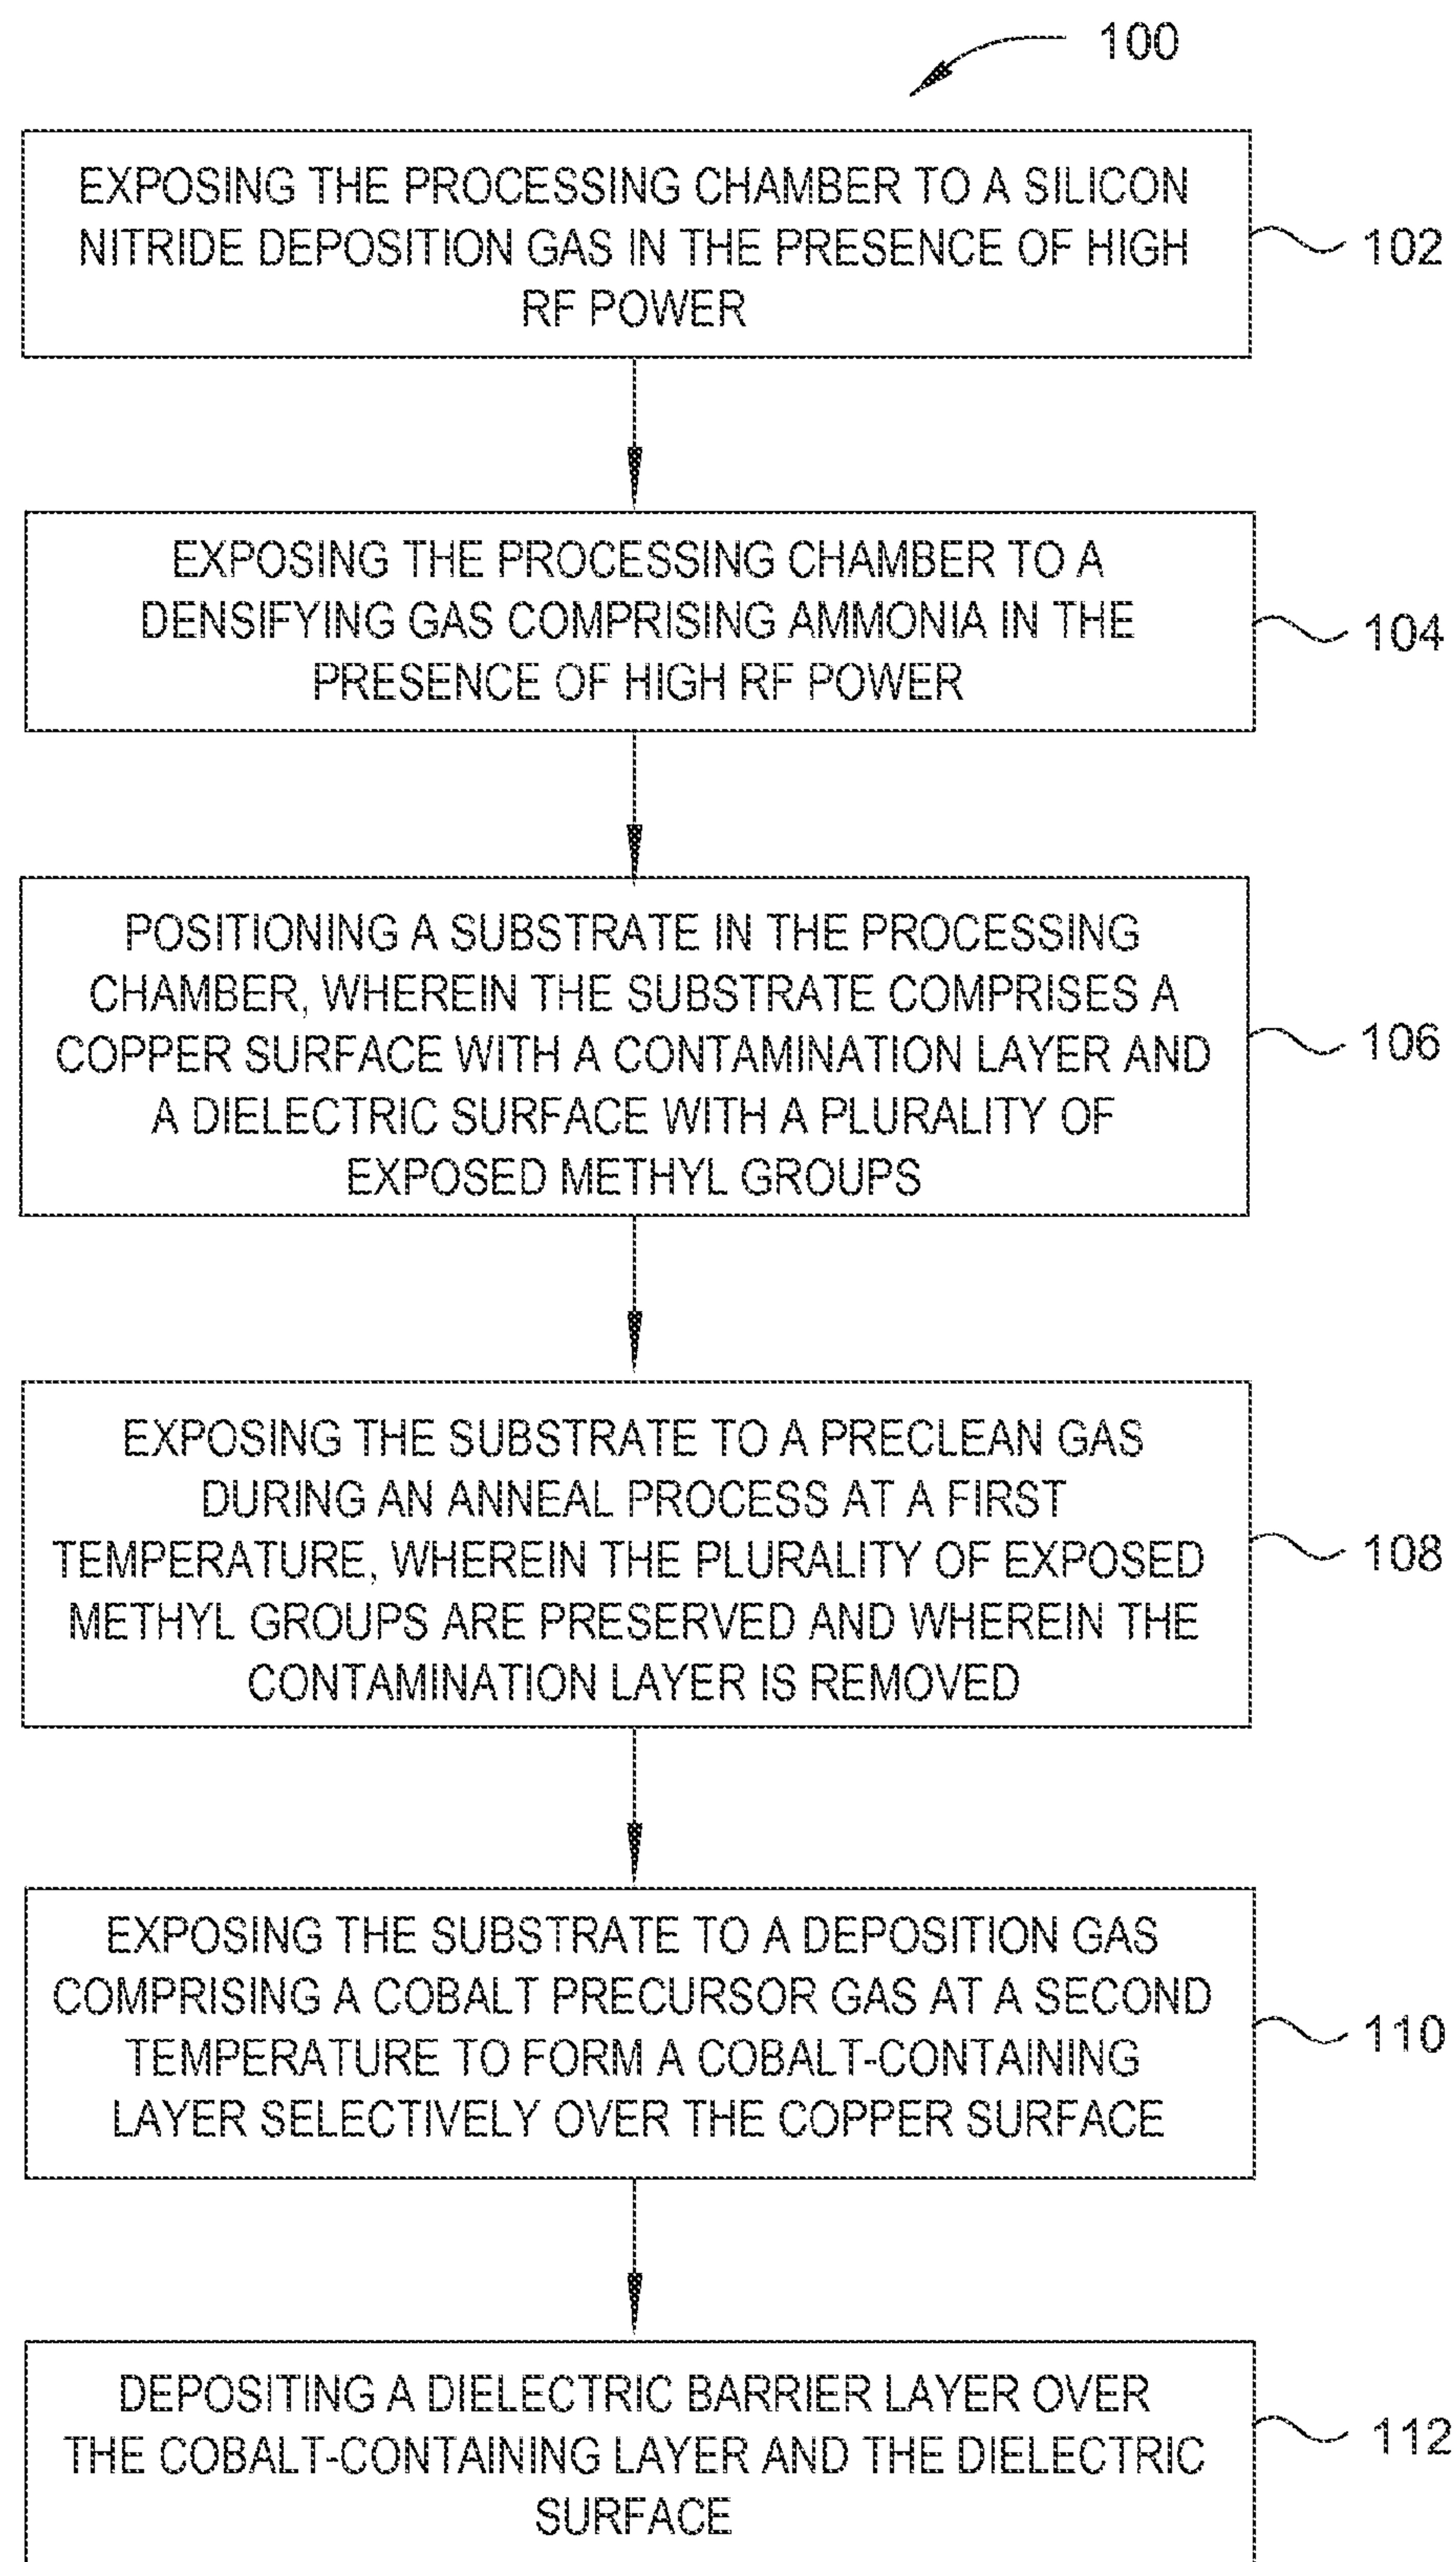 100
EXPOSING THE PROCESSING CHAMBER TO A SILICON
NITRIDE DEPOSITION GAS IN THE PRESENCE OF HIGH
RF POWER
102
EXPOSING THE PROCESSING CHAMBER TO A
DENSIFYING GAS COMPRISING AMMONIA IN THE
PRESENCE OF HIGH RF POWER
104
POSITIONING A SUBSTRATE IN THE PROCESSING
CHAMBER, WHEREIN THE SUBSTRATE COMPRISES A
COPPER SURFACE WITH A CONTAMINATION LAYER AND
A DIELECTRIC SURFACE WITH A PLURALITY OF
EXPOSED METHYL GROUPS
106
EXPOSING THE SUBSTRATE TO A PRECLEAN GAS
DURING AN ANNEAL PROCESS AT A FIRST
TEMPERATURE, WHEREIN THE PLURALITY OF EXPOSED
METHYL GROUPS ARE PRESERVED AND WHEREIN THE
CONTAMINATION LAYER IS REMOVED
108
EXPOSING THE SUBSTRATE TO A DEPOSITION GAS
COMPRISING A COBALT PRECURSOR GAS AT A SECOND
TEMPERATURE TO FORM A COBALT-CONTAINING
LAYER SELECTIVELY OVER THE COPPER SURFACE
110
DEPOSITING A DIELECTRIC BARRIER LAYER OVER
THE COBALT-CONTAINING LAYER AND THE DIELECTRIC
SURFACE
112